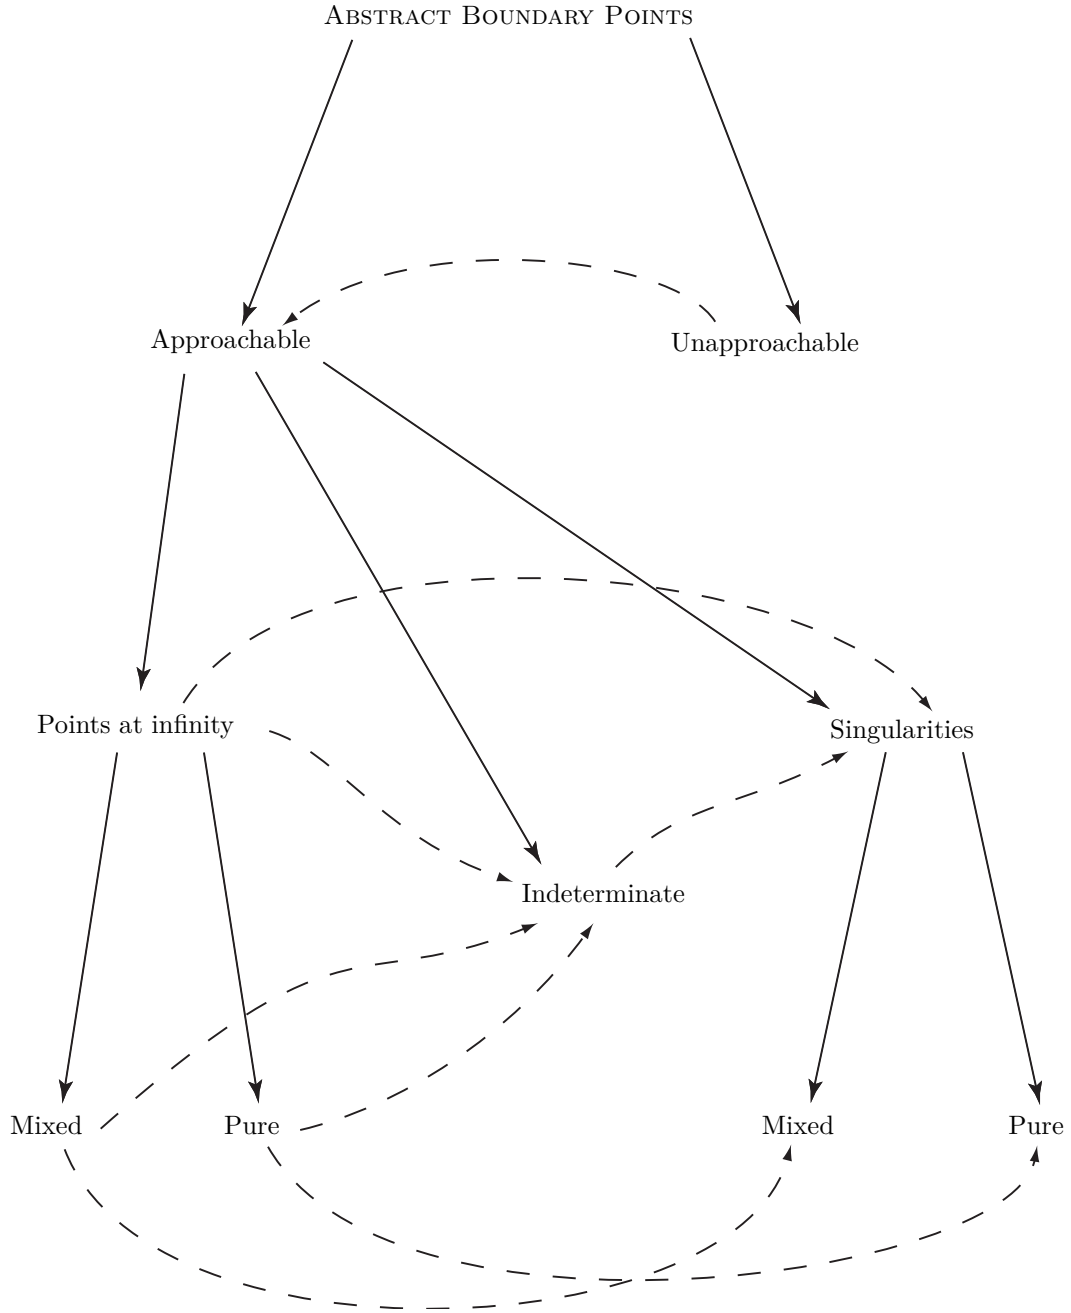 ABSTRACT BOUNDARY POINTS
Approachable
Unapproachable
Points at infinity
Singularities
Indeterminate
Mixed
Pure
Mixed
Pure